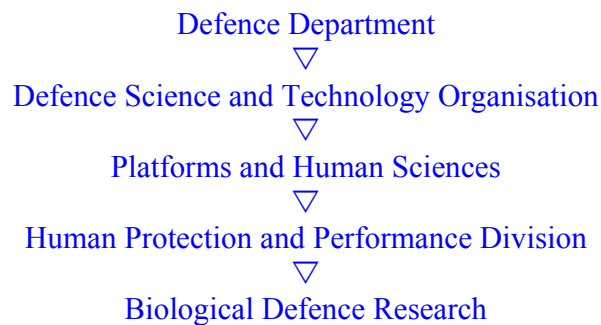 Defence Department
Defence Science and Technology Organisation
Platforms and Human Sciences
Human Protection and Performance Division
Biological Defence Research